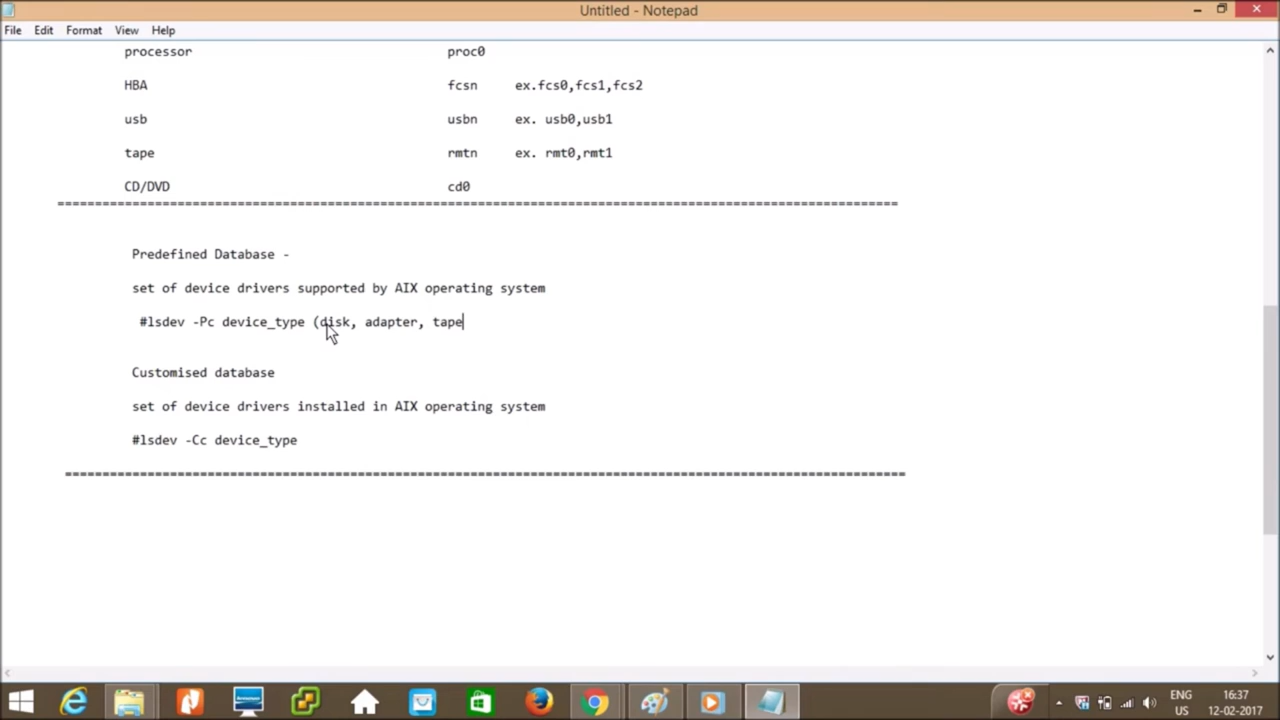 Untitled - Notepad
File Edit Format View Help
processor proc0
HBA fcsn ex.fcs0,fcs1,fcs2
usb usbn ex. usb0,usb1
tape rmtn ex. rmt0,rmt1
CD/DVD cd0
================================================================================================================
Predefined Database -
set of device drivers supported by AIX operating system
#lsdev -Pc device_type (disk, adapter, tape
Customised database
set of device drivers installed in AIX operating system
#lsdev -Cc device_type
================================================================================================================
ENG 16:37
US 12-02-2017